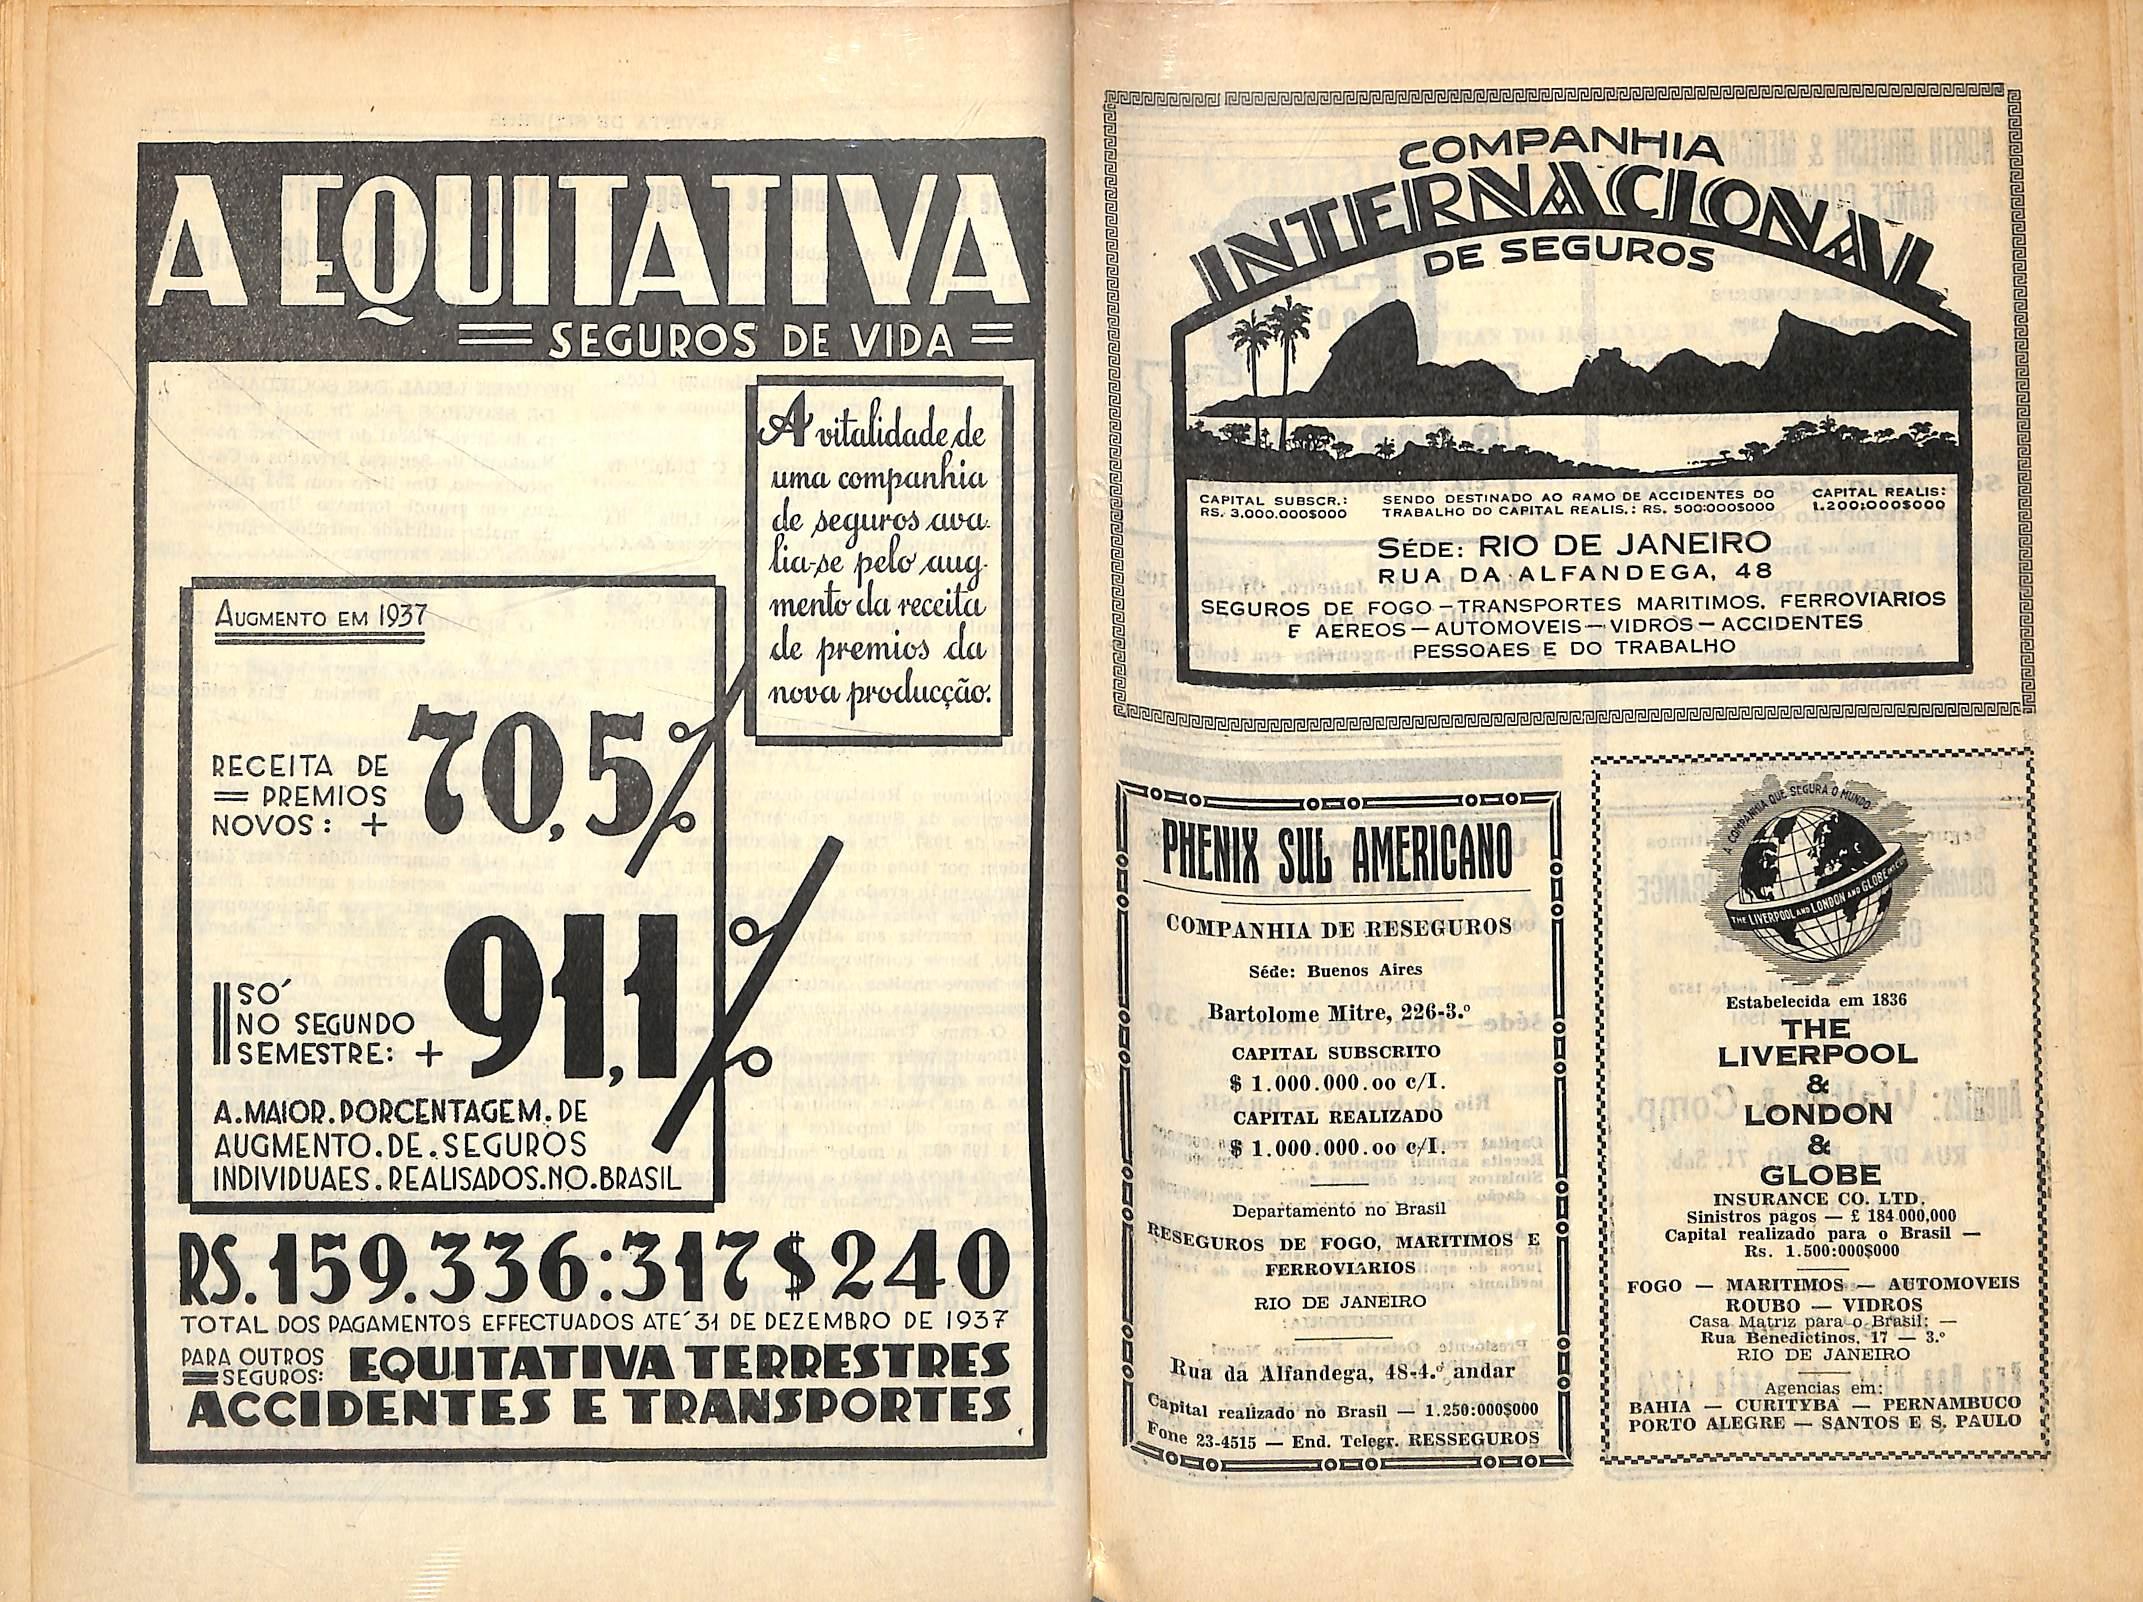 A EQUITATIVA
SEGUROS DE VIDA
A vitalidade de
uma companhia
de seguros ava-
lia-se pelo aug-
mento da receita
de premios da
nova producção.
AUGMENTO EM 1937
RECEITA DE
PREMIOS
NOVOS: + 70,5%
SÓ
NO SEGUNDO
SEMESTRE: + 91,1%
A.MAIOR.PORCENTAGEM.DE
AUGMENTO.DE.SEGUROS
INDIVIDUAES.REALISADOS.NO.BRASIL
RS.159.336:317$240
TOTAL DOS PAGAMENTOS EFFECTUADOS ATÉ 31 DE DEZEMBRO DE 1937
PARA OUTROS
SEGUROS: EQUITATIVA TERRESTRES
ACCIDENTES E TRANSPORTES
COMPANHIA
INTERNACIONAL
DE SEGUROS
CAPITAL SUBSCR.:
RS. 3.000.000$000
SENDO DESTINADO AO RAMO DE ACCIDENTES DO
TRABALHO DO CAPITAL REALIS.: RS. 500:000$000
CAPITAL REALIS:
1.200:000$000
SÉDE: RIO DE JANEIRO
RUA DA ALFANDEGA, 48
SEGUROS DE FOGO — TRANSPORTES MARITIMOS, FERROVIARIOS
E AEREOS — AUTOMOVEIS — VIDROS — ACCIDENTES
PESSOAES E DO TRABALHO
PHENIX SUL AMERICANO
COMPANHIA DE RESEGUROS
Séde: Buenos Aires
Bartolome Mitre, 226-3.º
CAPITAL SUBSCRITO
$ 1.000.000.oo c/l.
CAPITAL REALIZADO
$ 1.000.000.oo c/l.
Departamento no Brasil
RESEGUROS DE FOGO, MARITIMOS E
FERROVIARIOS
RIO DE JANEIRO
Rua da Alfandega, 48-4.º andar
Capital realizado no Brasil — 1.250:000$000
Fone 23-4515 — End. Telegr. RESSEGUROS
A COMPANHIA QUE SEGURA O MUNDO
THE LIVERPOOL AND LONDON AND GLOBE INS CO LTD
Estabelecida em 1836
THE
LIVERPOOL
&
LONDON
&
GLOBE
INSURANCE CO. LTD.
Sinistros pagos — £ 184.000,000
Capital realizado para o Brasil —
Rs. 1.500:000$000
FOGO — MARITIMOS — AUTOMOVEIS
ROUBO — VIDROS
Casa Matriz para o Brasil: —
Rua Benedictinos, 17 — 3.º
RIO DE JANEIRO
Agencias em:
BAHIA — CURITYBA — PERNAMBUCO
PORTO ALEGRE — SANTOS E S. PAULO